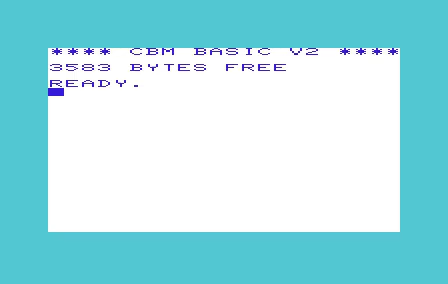 **** CBM BASIC V2 ****
3583 BYTES FREE
READY.